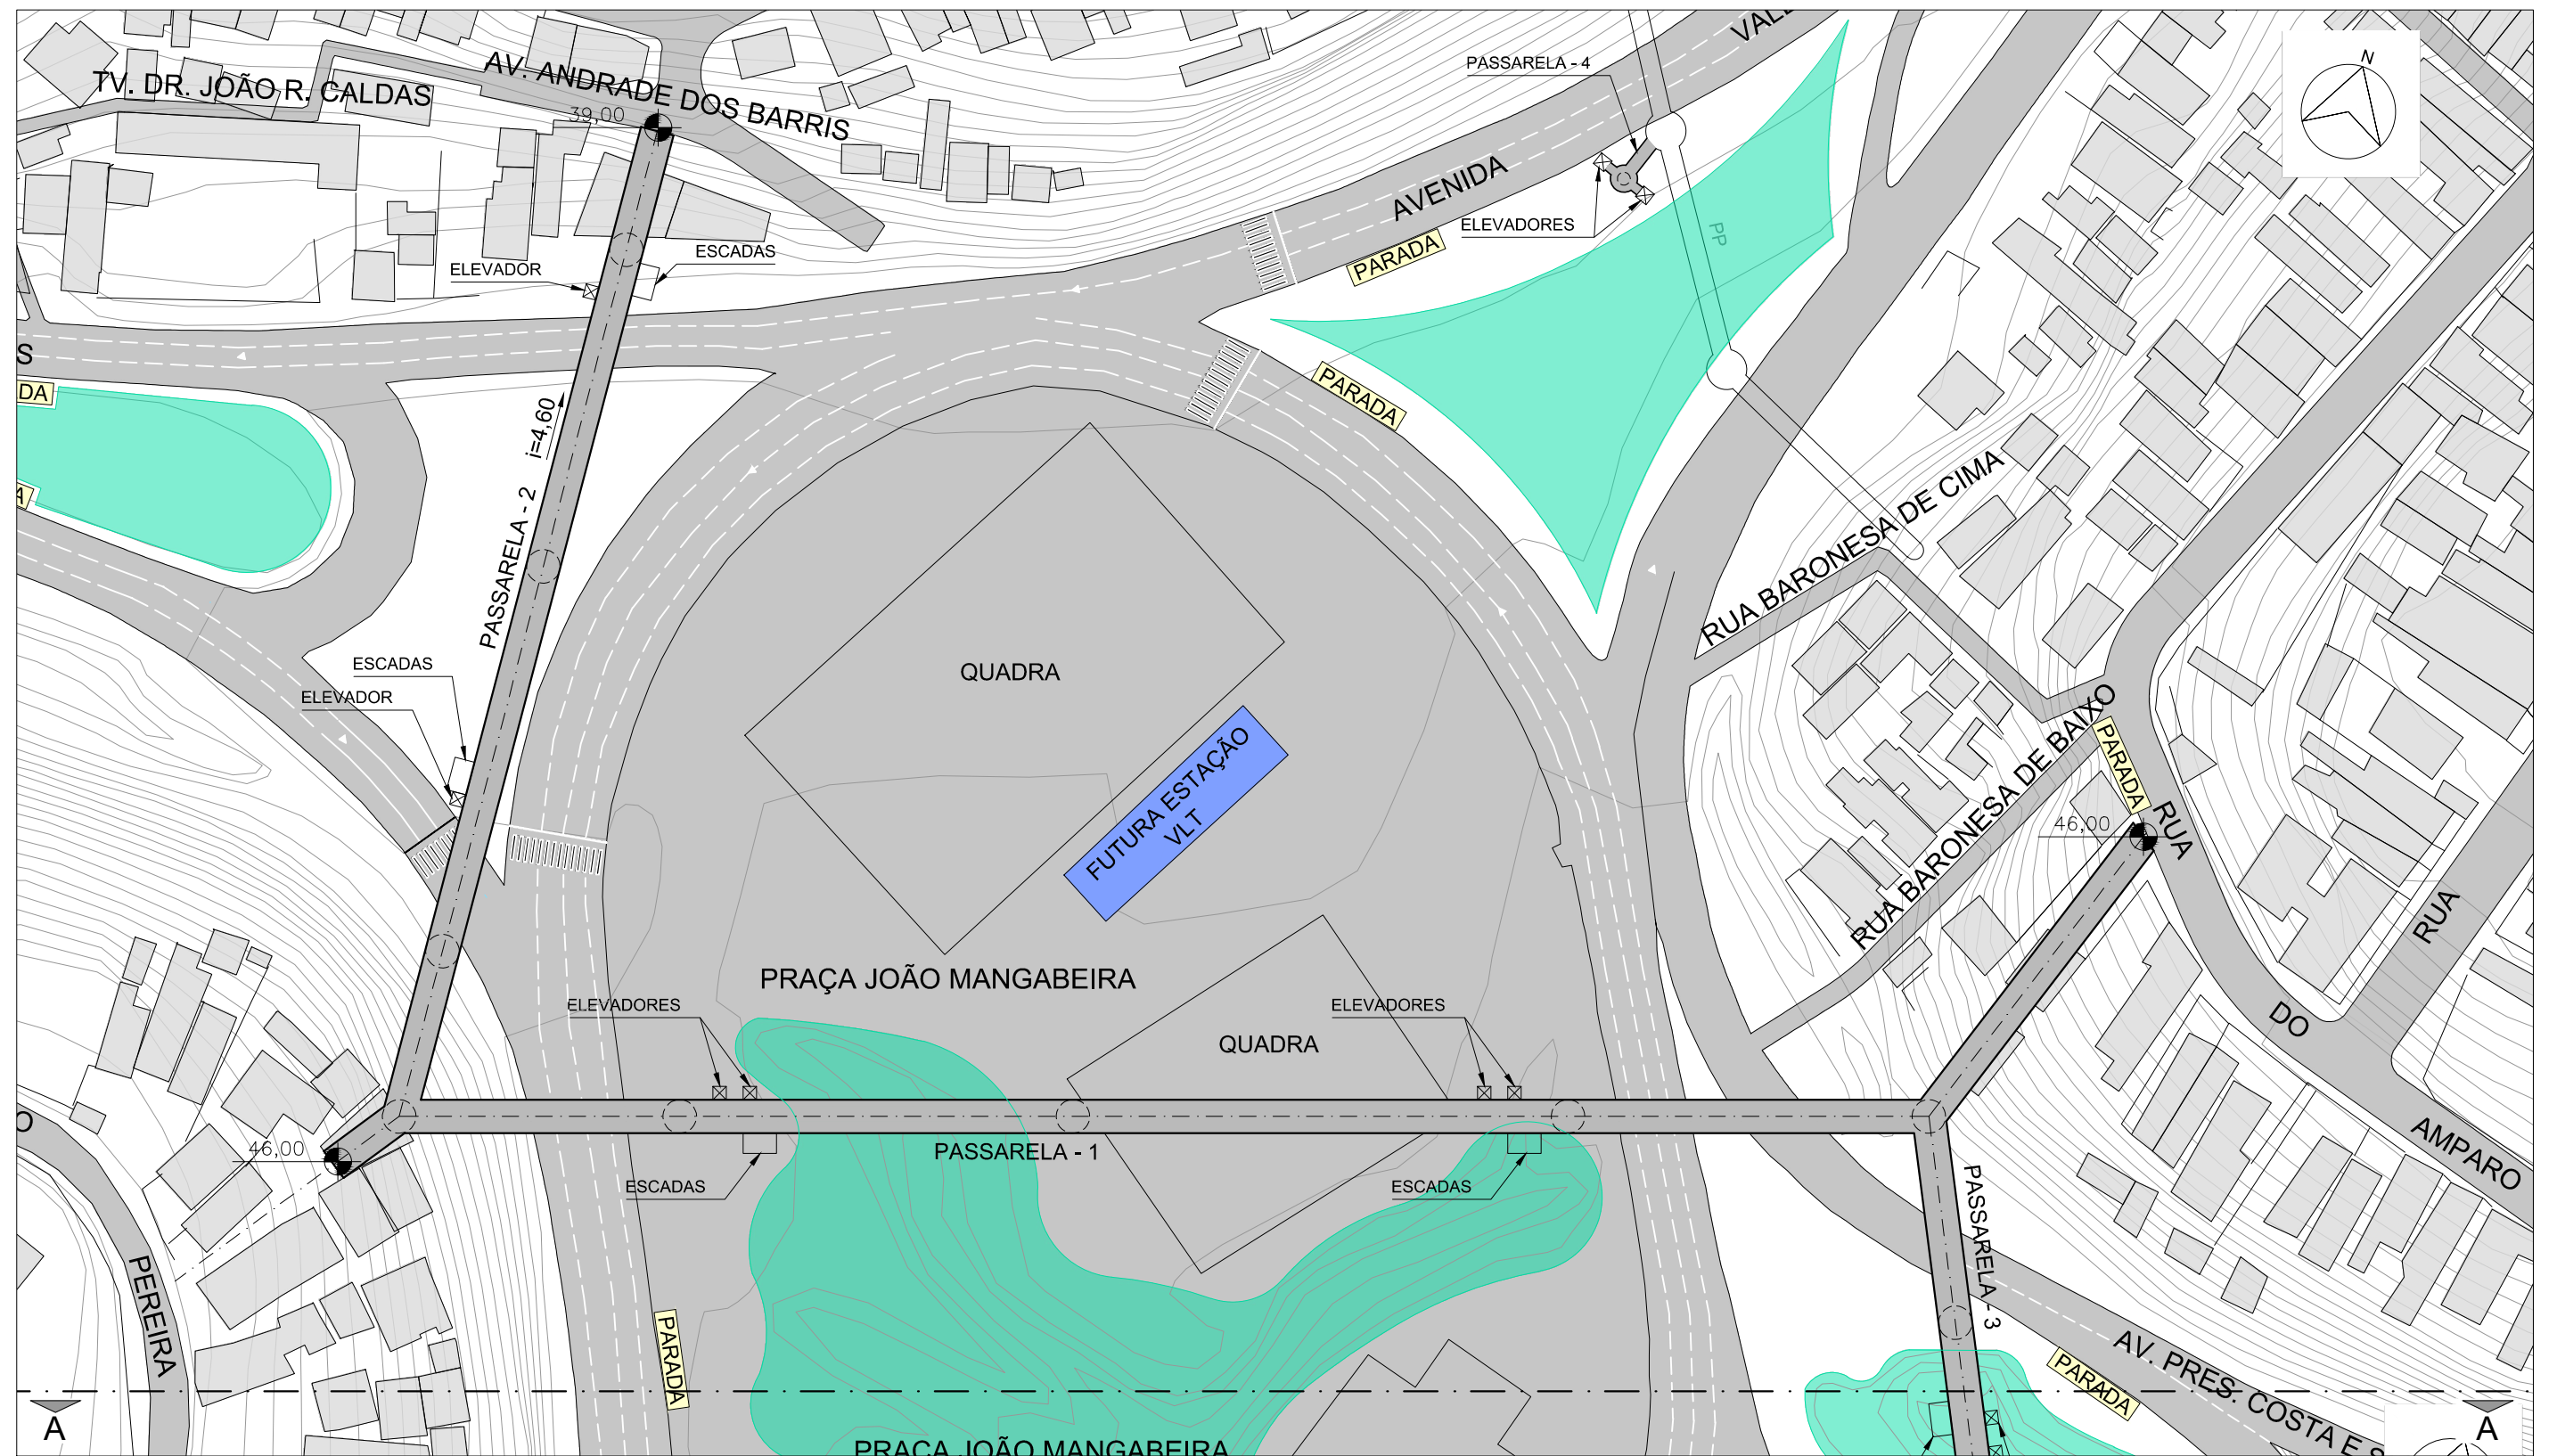 VALE
PASSARELA - 4
N
AV. ANDRADE DOS BARRIS
TV. DR. JOÃO R. CALDAS
39,00
AVENIDA
ELEVADORES
PP
PARADA
ESCADAS
ELEVADOR
S
DA
PARADA
i=4,60
A
PASSARELA - 2
RUA BARONESA DE CIMA
ESCADAS
ELEVADOR
QUADRA
FUTURA ESTAÇÃO
VLT
RUA BARONESA DE BAIXO
PARADA
46,00
RUA
RUA
PRAÇA JOÃO MANGABEIRA
ELEVADORES
ELEVADORES
DO
QUADRA
O
46,00
PASSARELA - 1
AMPARO
ESCADAS
ESCADAS
PASSARELA - 3
PEREIRA
PARADA
PARADA
AV. PRES. COSTA E S
A
A
PRAÇA JOÃO MANGABEIRA